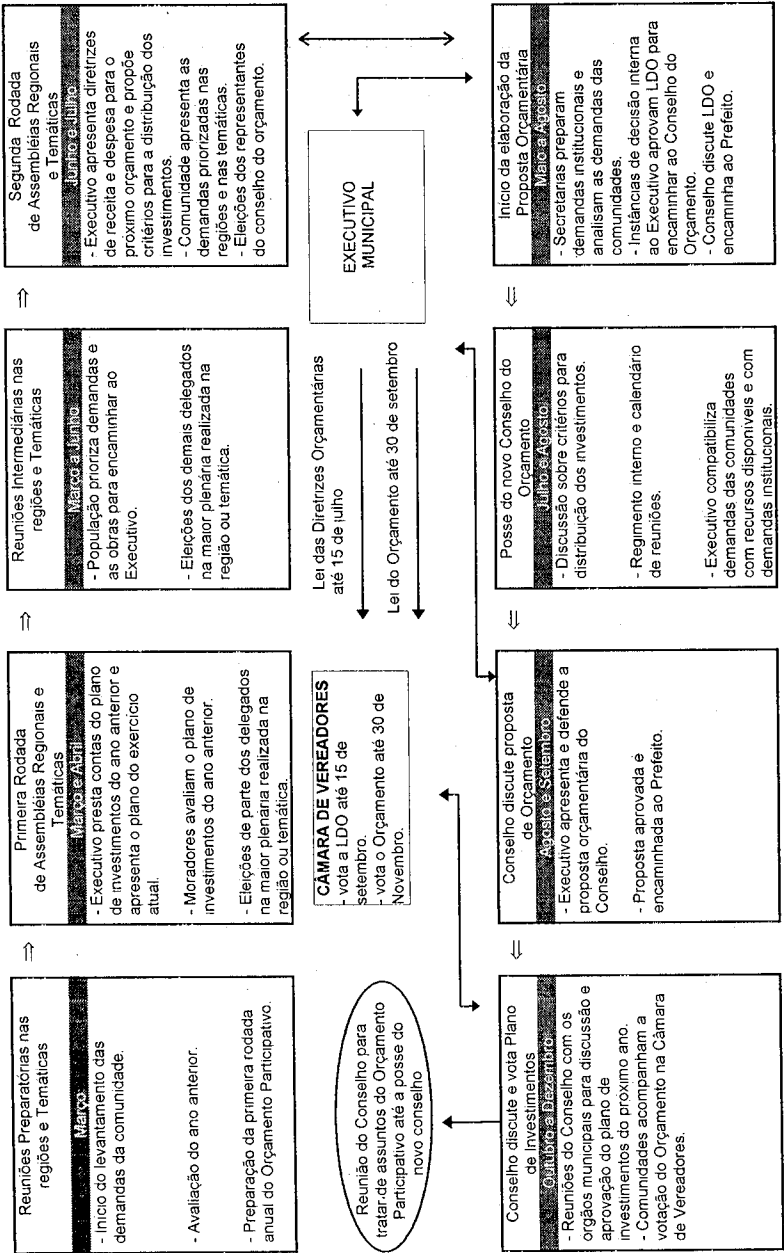 Reuniões Preparatórias nas
regiões e Temáticas
Março
- Início do levantamento das
demandas da comunidade.
- Avaliação do ano anterior.
- Preparação da primeira rodada
anual do Orçamento Participativo.
⇒
Primeira Rodada
de Assembléias Regionais e
Temáticas
Março e Abril
- Executivo presta contas do plano
de investimentos do ano anterior e
apresenta o plano do exercício
atual.
- Moradores avaliam o plano de
investimentos do ano anterior.
- Eleições de parte dos delegados
na maior plenária realizada na
região ou temática.
⇒
Reuniões Intermediárias nas
regiões e Temáticas
Março a Junho
- População prioriza demandas e
as obras para encaminhar ao
Executivo.
- Eleições dos demais delegados
na maior plenária realizada na
região ou temática.
⇒
Segunda Rodada
de Assembléias Regionais
e Temáticas
Junho e Julho
- Executivo apresenta diretrizes
de receita e despesa para o
próximo orçamento e propõe
critérios para a distribuição dos
investimentos.
- Comunidade apresenta as
demandas priorizadas nas
regiões e nas temáticas.
- Eleições dos representantes
do conselho do orçamento.
Reunião do Conselho para
tratar de assuntos do Orçamento
Participativo até a posse do
novo conselho
CÂMARA DE VEREADORES
- vota a LDO até 15 de
setembro.
- vota o Orçamento até 30 de
Novembro.
Lei das Diretrizes Orçamentárias
até 15 de julho
Lei do Orçamento até 30 de setembro
EXECUTIVO
MUNICIPAL
Conselho discute e vota Plano
de Investimentos
Outubro a Dezembro
- Reuniões do Conselho com os
orgãos municipais para discussão e
aprovação do plano de
investimentos do próximo ano.
- Comunidades acompanham a
votação do Orçamento na Câmara
de Vereadores.
⇐
Conselho discute proposta
de Orçamento
Agosto e Setembro
- Executivo apresenta e defende a
proposta orçamentária do
Conselho.
- Proposta aprovada é
encaminhada ao Prefeito.
⇐
Posse do novo Conselho do
Orçamento
Julho e Agosto
- Discussão sobre critérios para
distribuição dos investimentos.
- Regimento interno e calendário
de reuniões.
- Executivo compatibiliza
demandas das comunidades
com recursos disponíveis e com
demandas institucionais.
⇐
Início da elaboração da
Proposta Orçamentária
Maio a Agosto
- Secretarias preparam
demandas institucionais e
analisam as demandas das
comunidades.
- Instâncias de decisão interna
ao Executivo aprovam LDO para
encaminhar ao Conselho do
Orçamento.
- Conselho discute LDO e
encaminha ao Prefeito.